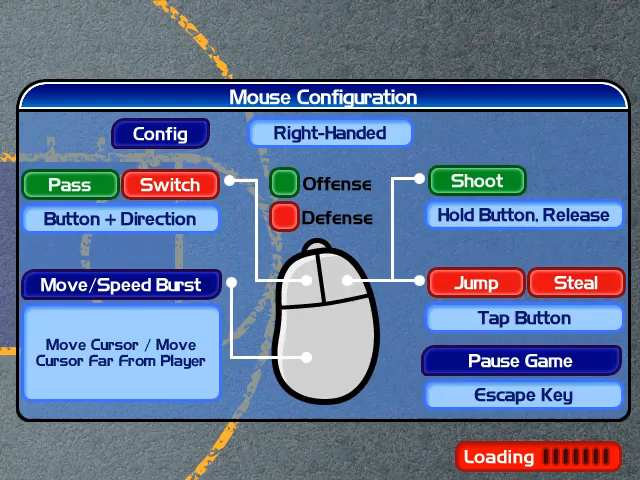 Mouse Configuration
Config
Right-Handed
Pass
Switch
Button + Direction
Offense
Defense
Shoot
Hold Button, Release
Move/Speed Burst
Move Cursor / Move
Cursor Far From Player
Jump
Steal
Tap Button
Pause Game
Escape Key
Loading